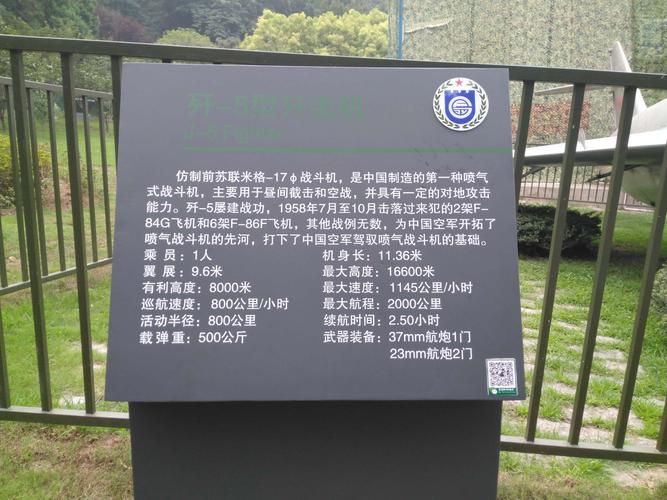 歼-5型歼击机
J-5 Fighter
仿制前苏联米格-17φ战斗机，是中国制造的第一种喷气
式战斗机，主要用于昼间截击和空战，并具有一定的对地攻击
能力。歼-5屡建战功，1958年7月至10月击落过来犯的2架F-
84G飞机和6架F-86F飞机，其他战例无数，为中国空军开拓了
喷气战斗机的先河，打下了中国空军驾驭喷气战斗机的基础。
乘 员：1人 机 身 长：11.36米
翼 展：9.6米 最大高度：16600米
有利高度：8000米 最大速度：1145公里/小时
巡航速度：800公里/小时 最大航程：2000公里
活动半径：800公里 续航时间：2.50小时
载 弹 重：500公斤 武器装备：37mm航炮1门
23mm航炮2门